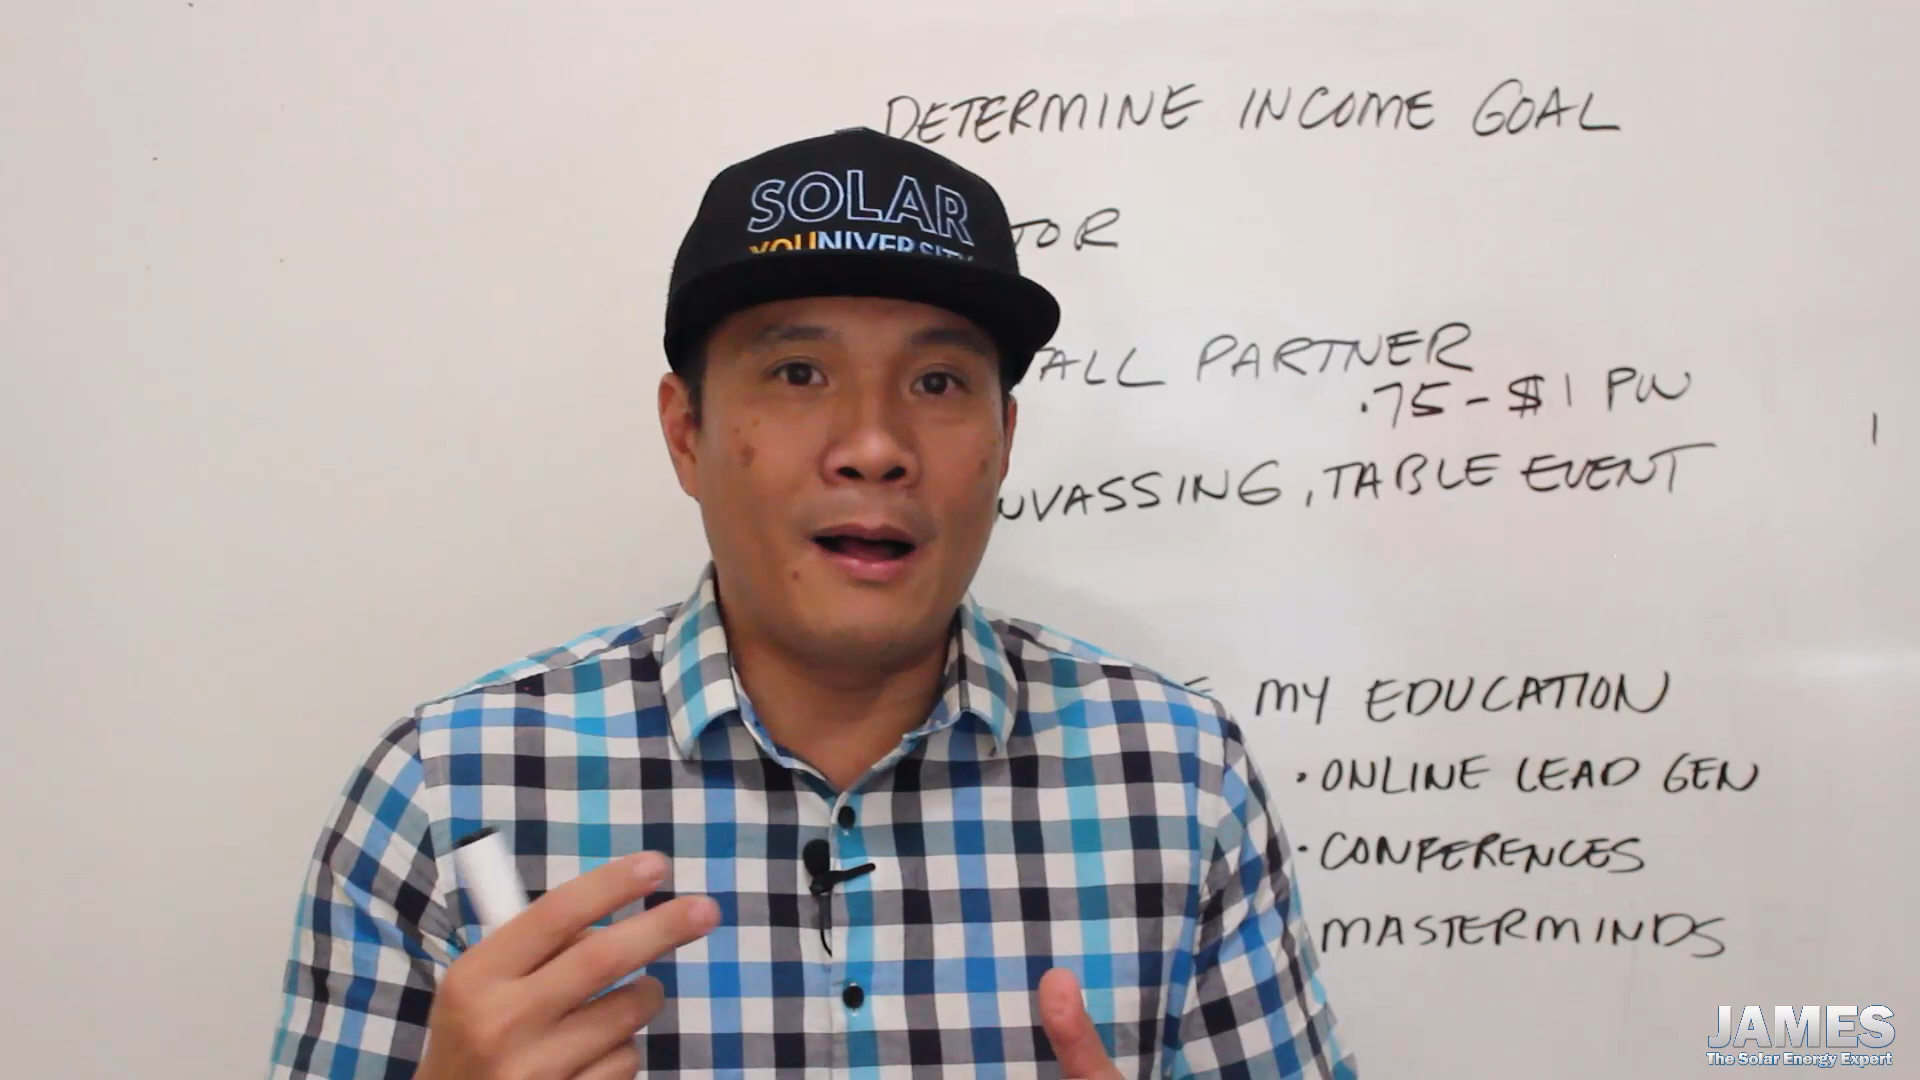 DETERMINE INCOME GOAL
SOLAR
YOUNIVERSITY
TOR
ALL PARTNER
.75 - $1 PW
NVASSING, TABLE EVENT
MY EDUCATION
• ONLINE LEAD GEN
• CONFERENCES
MASTERMINDS
JAMES
The Solar Energy Expert